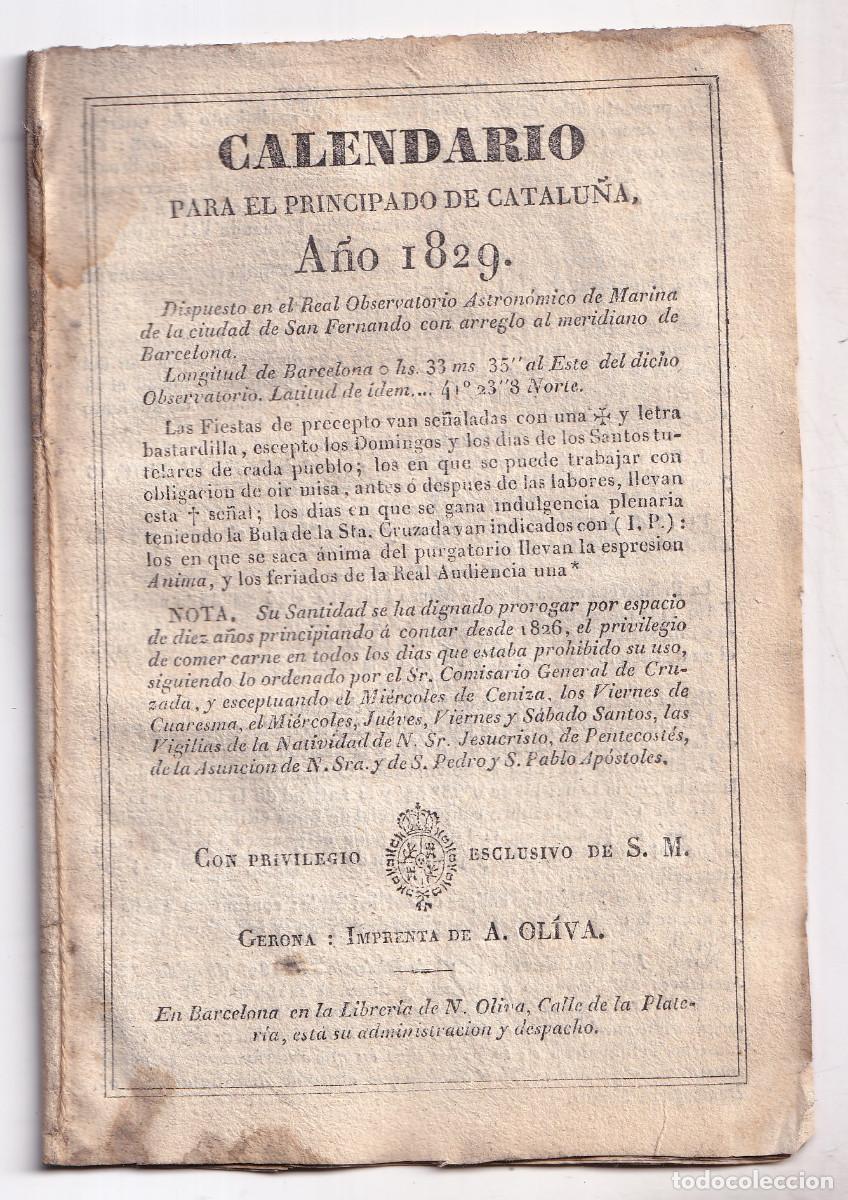 CALENDARIO
PARA EL PRINCIPADO DE CATALUÑA,
Año 1829.
Dispuesto en el Real Observatorio Astronómico de Marina
de la ciudad de San Fernando con arreglo al meridiano de
Barcelona.
Longitud de Barcelona o hs. 33 ms 35'' al Este del dicho
Observatorio. Latitud de ídem... 41º 23''8 Norte.
Las Fiestas de precepto van señaladas con una ✠ y letra
bastardilla, escepto los Domingos y los dias de los Santos tu-
telares de cada pueblo; los en que se puede trabajar con
obligacion de oir misa, antes ó despues de las labores, llevan
esta † señal; los dias en que se gana indulgencia plenaria
teniendo la Bula de la Sta. Cruzada van indicados con (I. P.):
los en que se saca ánima del purgatorio llevan la espresion
Anima, y los feriados de la Real Audiencia una*
NOTA. Su Santidad se ha dignado prorogar por espacio
de diez años principiando á contar desde 1826, el privilegio
de comer carne en todos los dias que estaba prohibido su uso,
siguiendo lo ordenado por el Sr. Comisario General de Cru-
zada, y esceptuando el Miércoles de Ceniza, los Viernes de
Cuaresma, el Miércoles, Juéves, Viernes y Sábado Santos, las
Vigilias de la Natividad de N. Sr. Jesucristo, de Pentecostés,
de la Asuncion de N. Sra. y de S. Pedro y S. Pablo Apóstoles.
CON PRIVILEGIO ESCLUSIVO DE S. M.
GERONA : IMPRENTA DE A. OLÍVA.
En Barcelona en la Librería de N. Oliva, Calle de la Plate-
ría, está su administracion y despacho.
todocoleccion